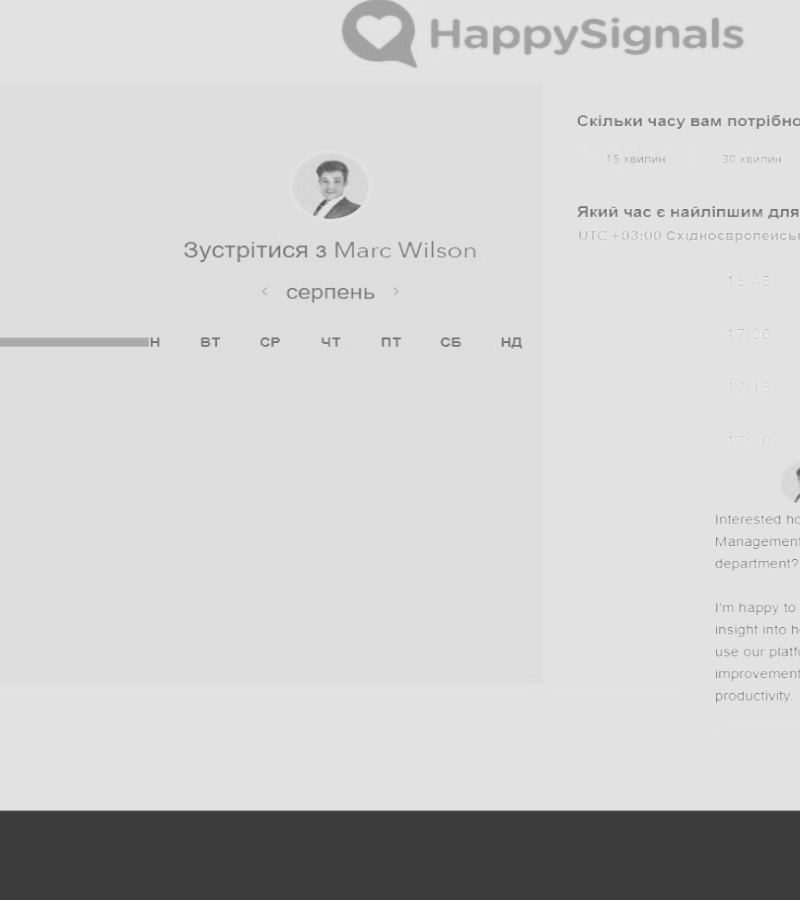 HappySignals
Зустрітися з Marc Wilson
серпень
Н ВТ СР ЧТ ПТ СБ НД
Скільки часу вам потрібно
15 хвилин 30 хвилин
Який час є найліпшим для
UTC +03:00 Східноєвропейськ
16:45
17:00
17:15
17:30
Interested ho
Management
department?
I'm happy to
insight into h
use our platfo
improvement
productivity.